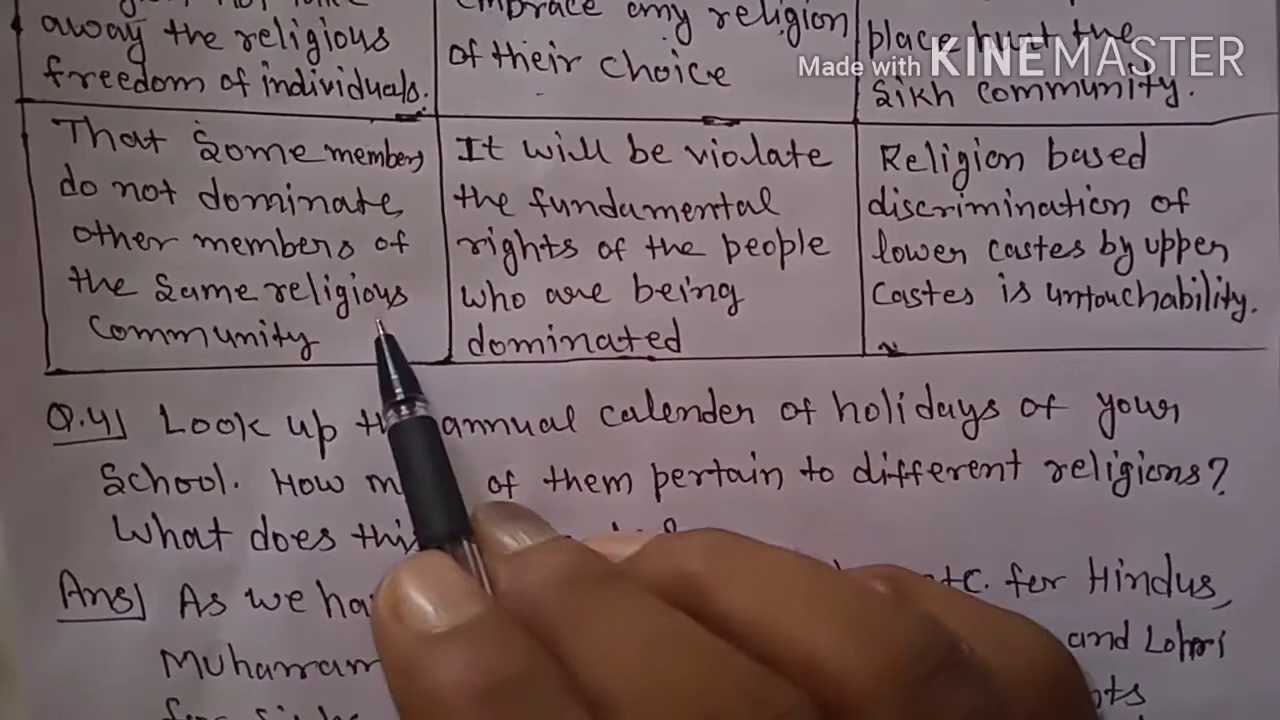 away the religious
freedom of individuals.
embrace any religion
of their choice
place hurt the
Sikh community.
Made with KINEMASTER
That some members
do not dominate
other members of
the same religious
community
It will be violate
the fundamental
rights of the people
who are being
dominated
Religion based
discrimination of
lower castes by upper
castes is untouchability.
Q.4) Look up annual calender of holidays of your
School. How of them pertain to different religions?
What does this
Ans) As we etc. for Hindus,
Muharram and Lohri